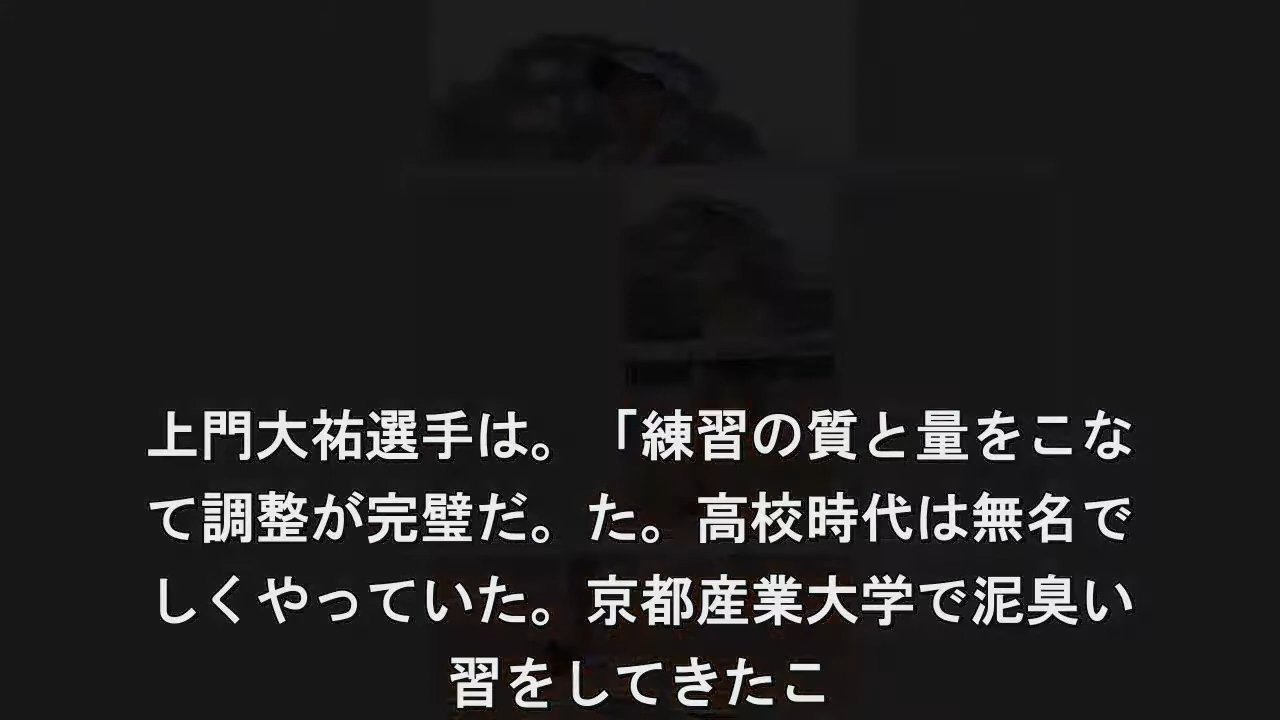 上門大祐選手は。「練習の質と量をこな
て調整が完璧だ。た。高校時代は無名で
しくやっていた。京都産業大学で泥臭い
習をしてきたこ